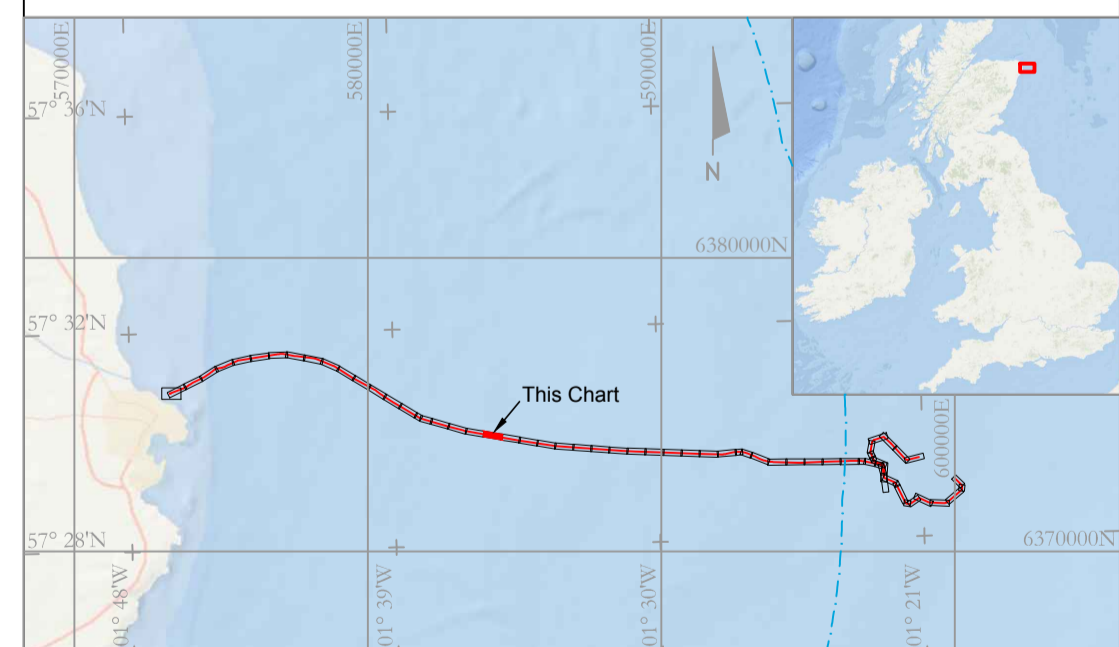 570000E
580000E
590000E
57° 36'N
N
6380000N
57° 32'N
This Chart
600000E
57° 28'N
6370000N
01° 48'W
01° 39'W
01° 30'W
01° 21'W